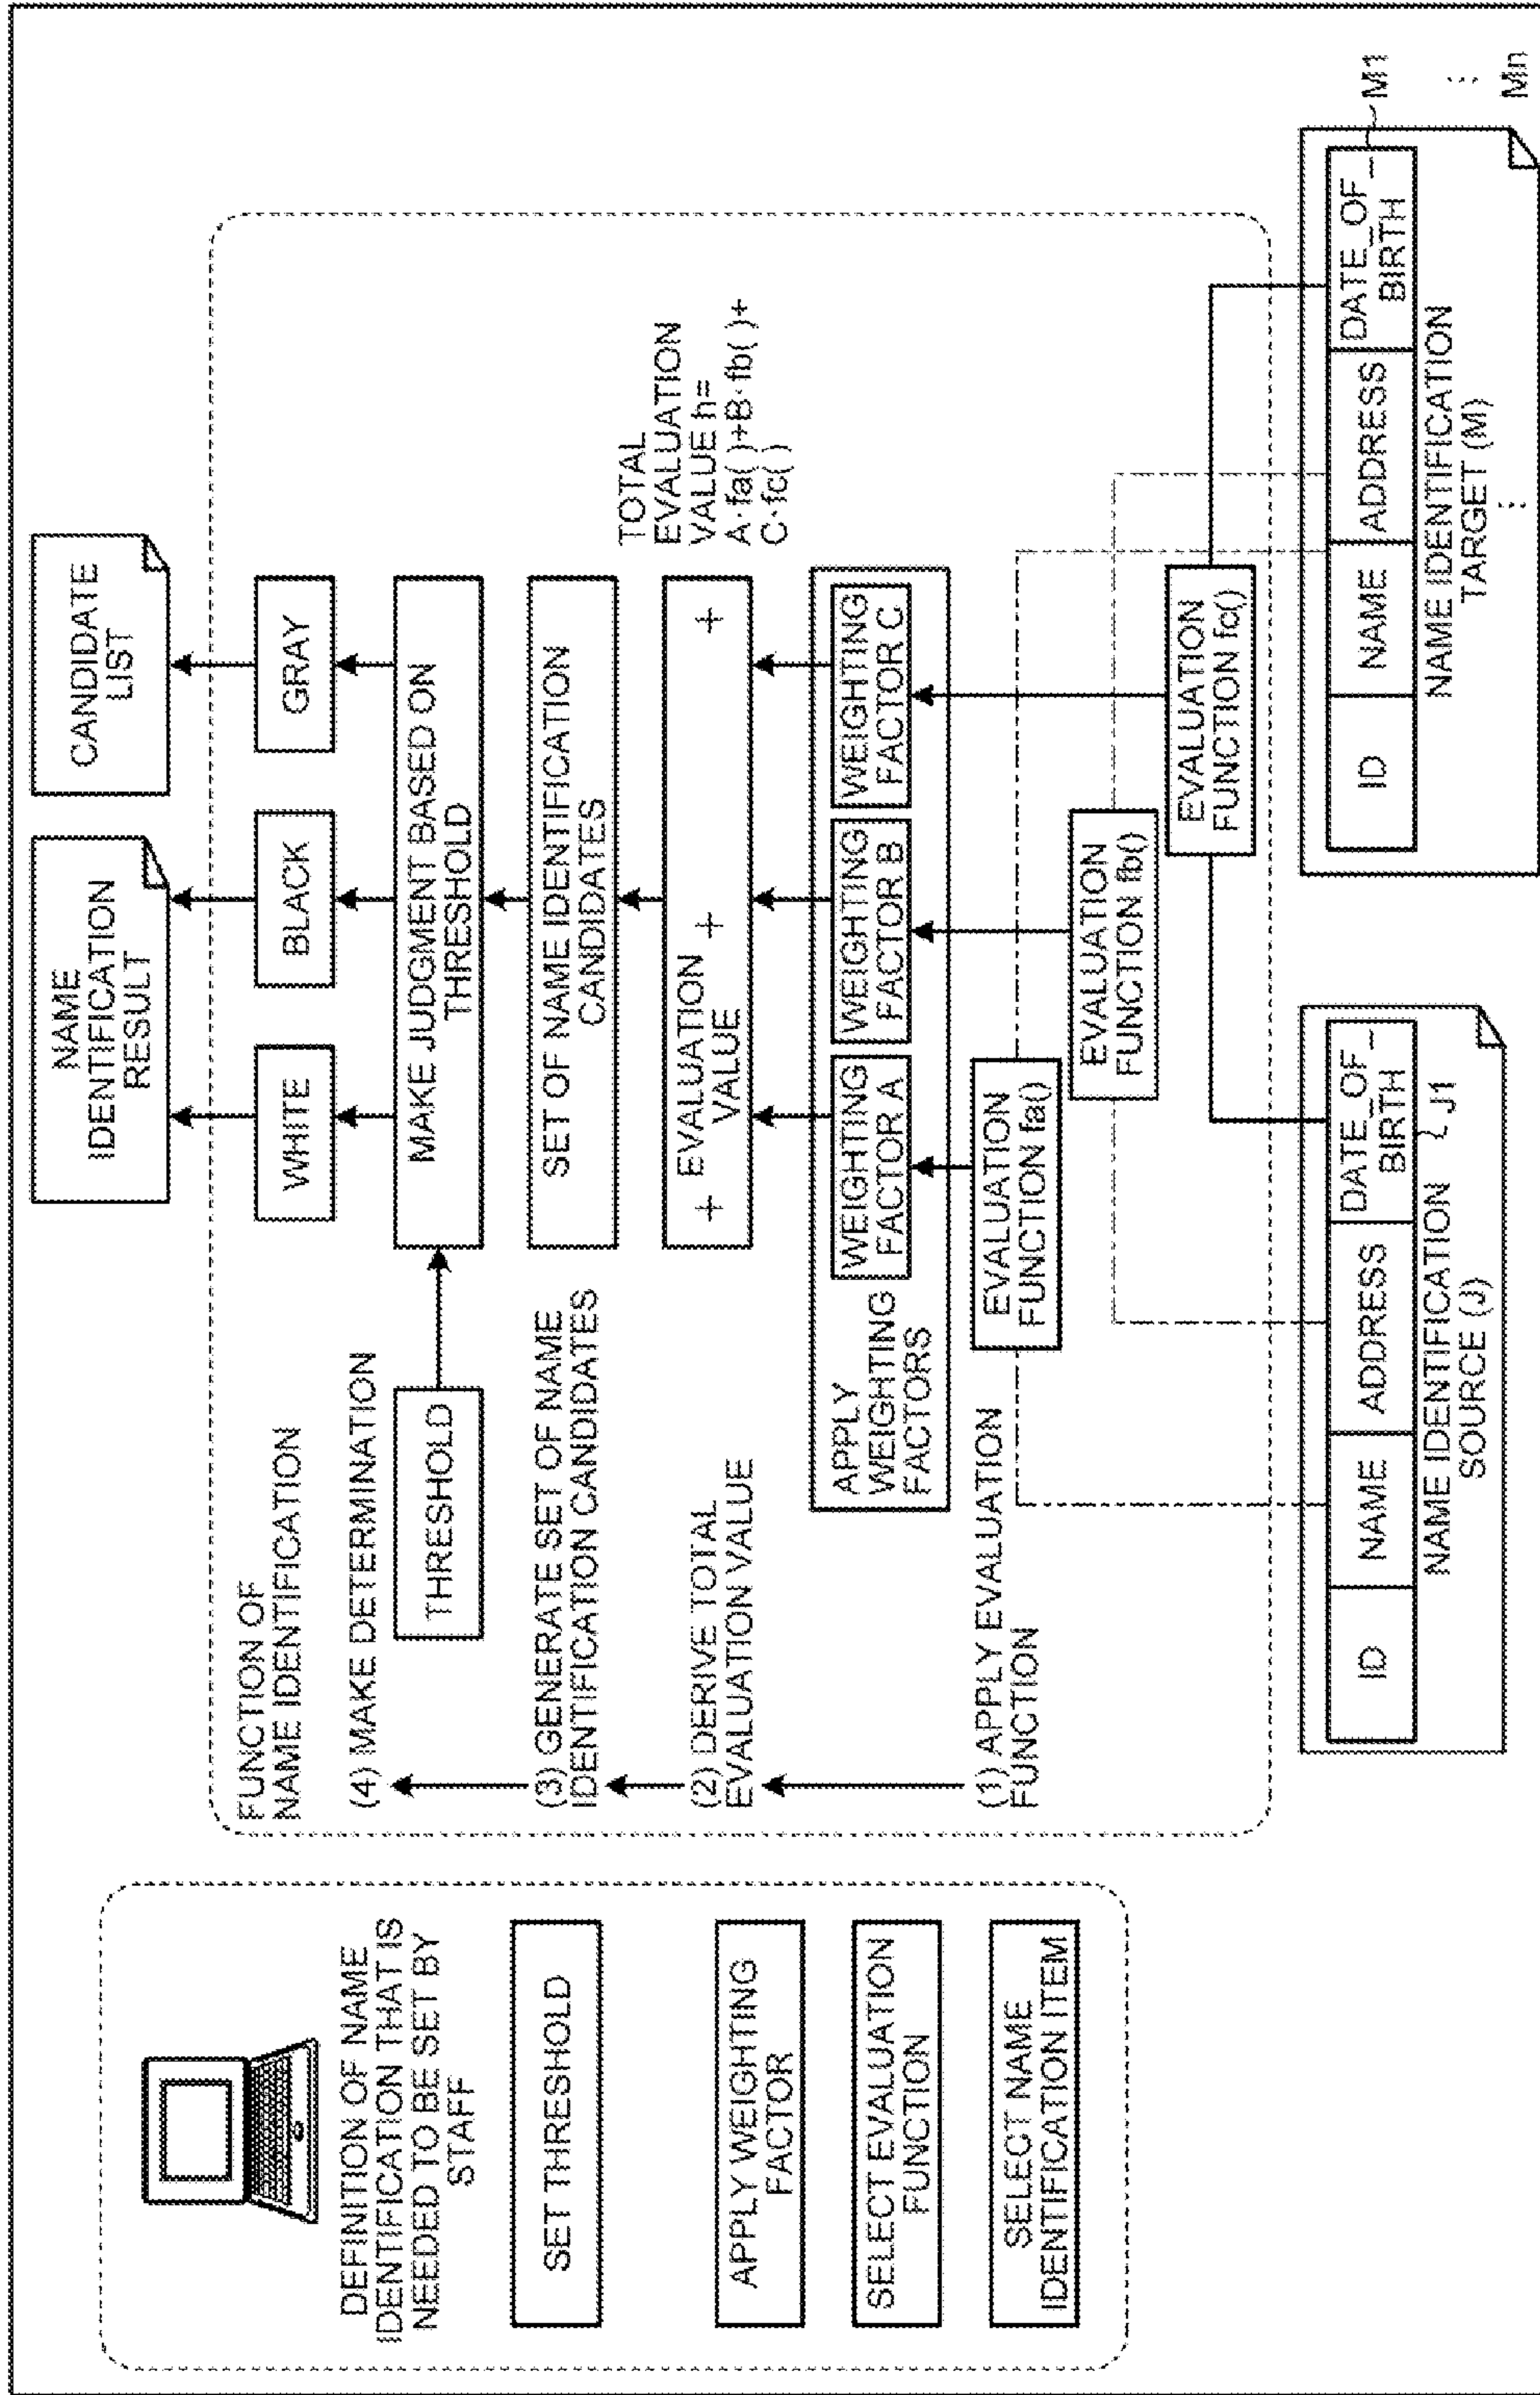 DEFINITION OF NAME
IDENTIFICATION THAT IS
NEEDED TO BE SET BY
STAFF
SET THRESHOLD
APPLY WEIGHTING
FACTOR
SELECT EVALUATION
FUNCTION
SELECT NAME
IDENTIFICATION ITEM
FUNCTION OF
NAME IDENTIFICATION
(4) MAKE DETERMINATION
THRESHOLD
(3) GENERATE SET OF NAME
IDENTIFICATION CANDIDATES
(2) DERIVE TOTAL
EVALUATION VALUE
(1) APPLY EVALUATION
FUNCTION
NAME
IDENTIFICATION
RESULT
CANDIDATE
LIST
WHITE
BLACK
GRAY
MAKE JUDGMENT BASED ON
THRESHOLD
SET OF NAME IDENTIFICATION
CANDIDATES
+ EVALUATION + +
VALUE
TOTAL
EVALUATION
VALUE h=
A·fa( )+B·fb( )+
C·fc( )
APPLY
WEIGHTING
FACTORS
WEIGHTING
FACTOR A
WEIGHTING
FACTOR B
WEIGHTING
FACTOR C
EVALUATION
FUNCTION fa()
EVALUATION
FUNCTION fb()
EVALUATION
FUNCTION fc()
ID
NAME
ADDRESS
DATE_OF_
BIRTH
J1
NAME IDENTIFICATION
SOURCE (J)
ID
NAME
ADDRESS
DATE_OF_
BIRTH
M1
⋮
Mn
NAME IDENTIFICATION
TARGET (M)
⋮